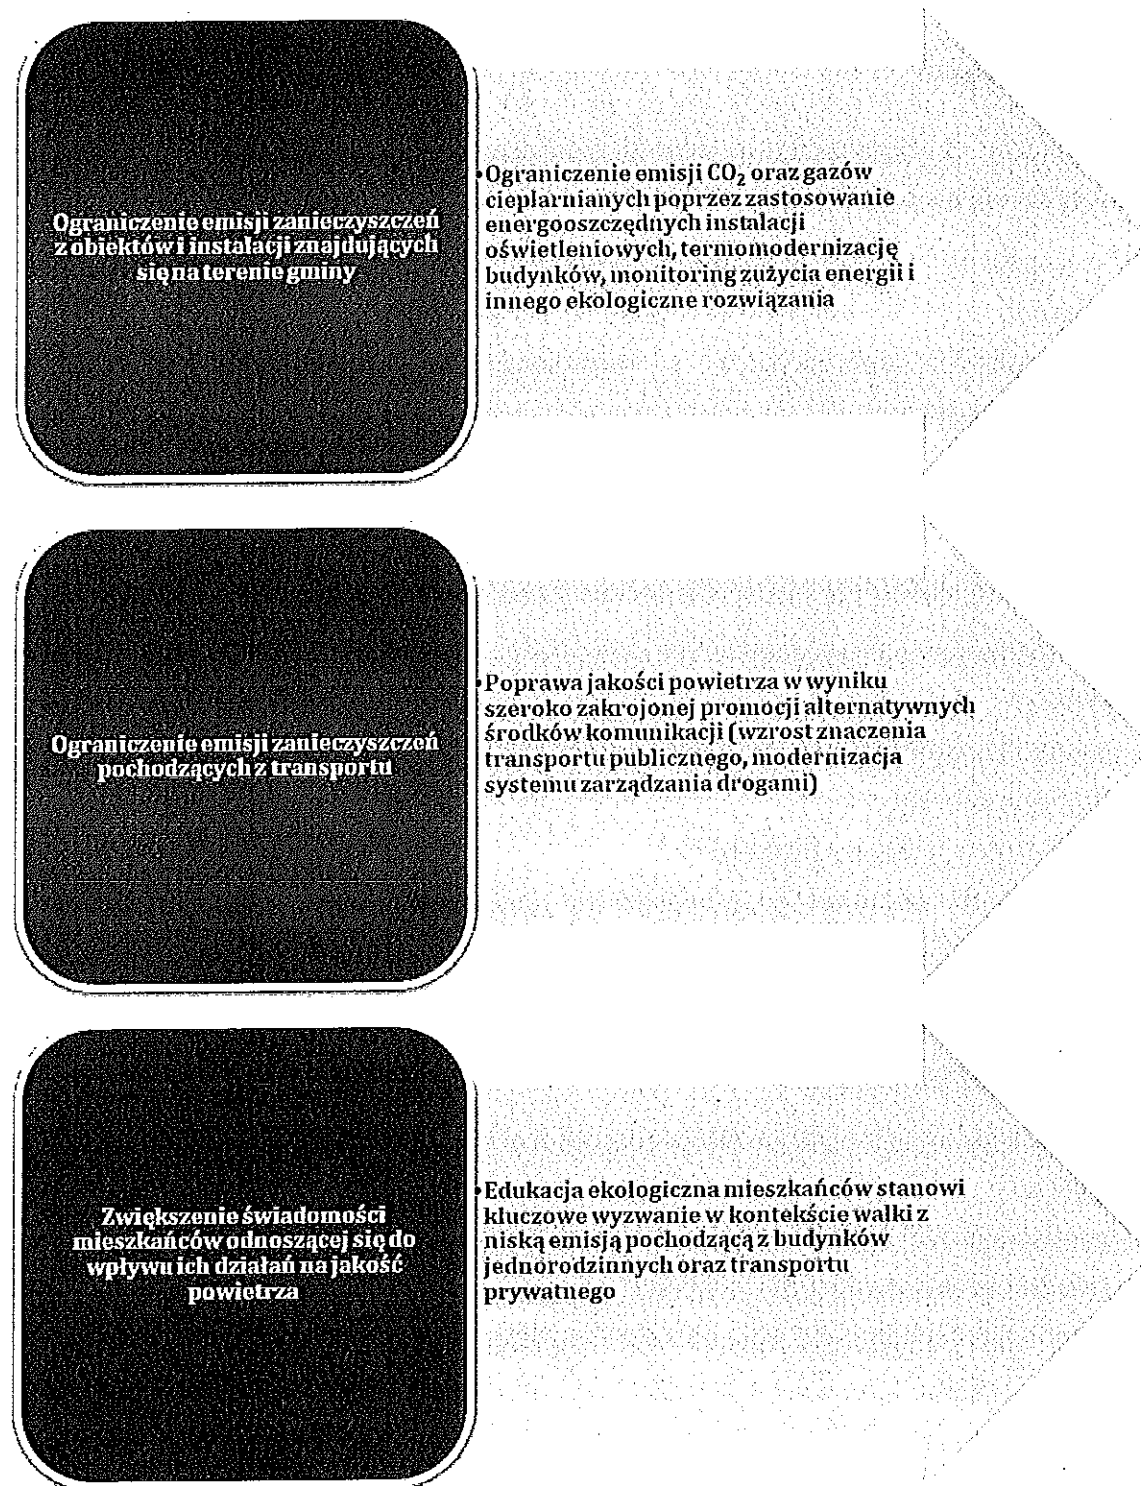 Ograniczenie emisji zanieczyszczeń
z obiektów i instalacji znajdujących
się na terenie gminy
•Ograniczenie emisji CO₂ oraz gazów
cieplarnianych poprzez zastosowanie
energooszczędnych instalacji
oświetleniowych, termomodernizację
budynków, monitoring zużycia energii i
innego ekologiczne rozwiązania
Ograniczenie emisji zanieczyszczeń
pochodzących z transportu
•Poprawa jakości powietrza w wyniku
szeroko zakrojonej promocji alternatywnych
środków komunikacji (wzrost znaczenia
transportu publicznego, modernizacja
systemu zarządzania drogami)
Zwiększenie świadomości
mieszkańców odnoszącej się do
wpływu ich działań na jakość
powietrza
•Edukacja ekologiczna mieszkańców stanowi
kluczowe wyzwanie w kontekście walki z
niską emisją pochodzącą z budynków
jednorodzinnych oraz transportu
prywatnego